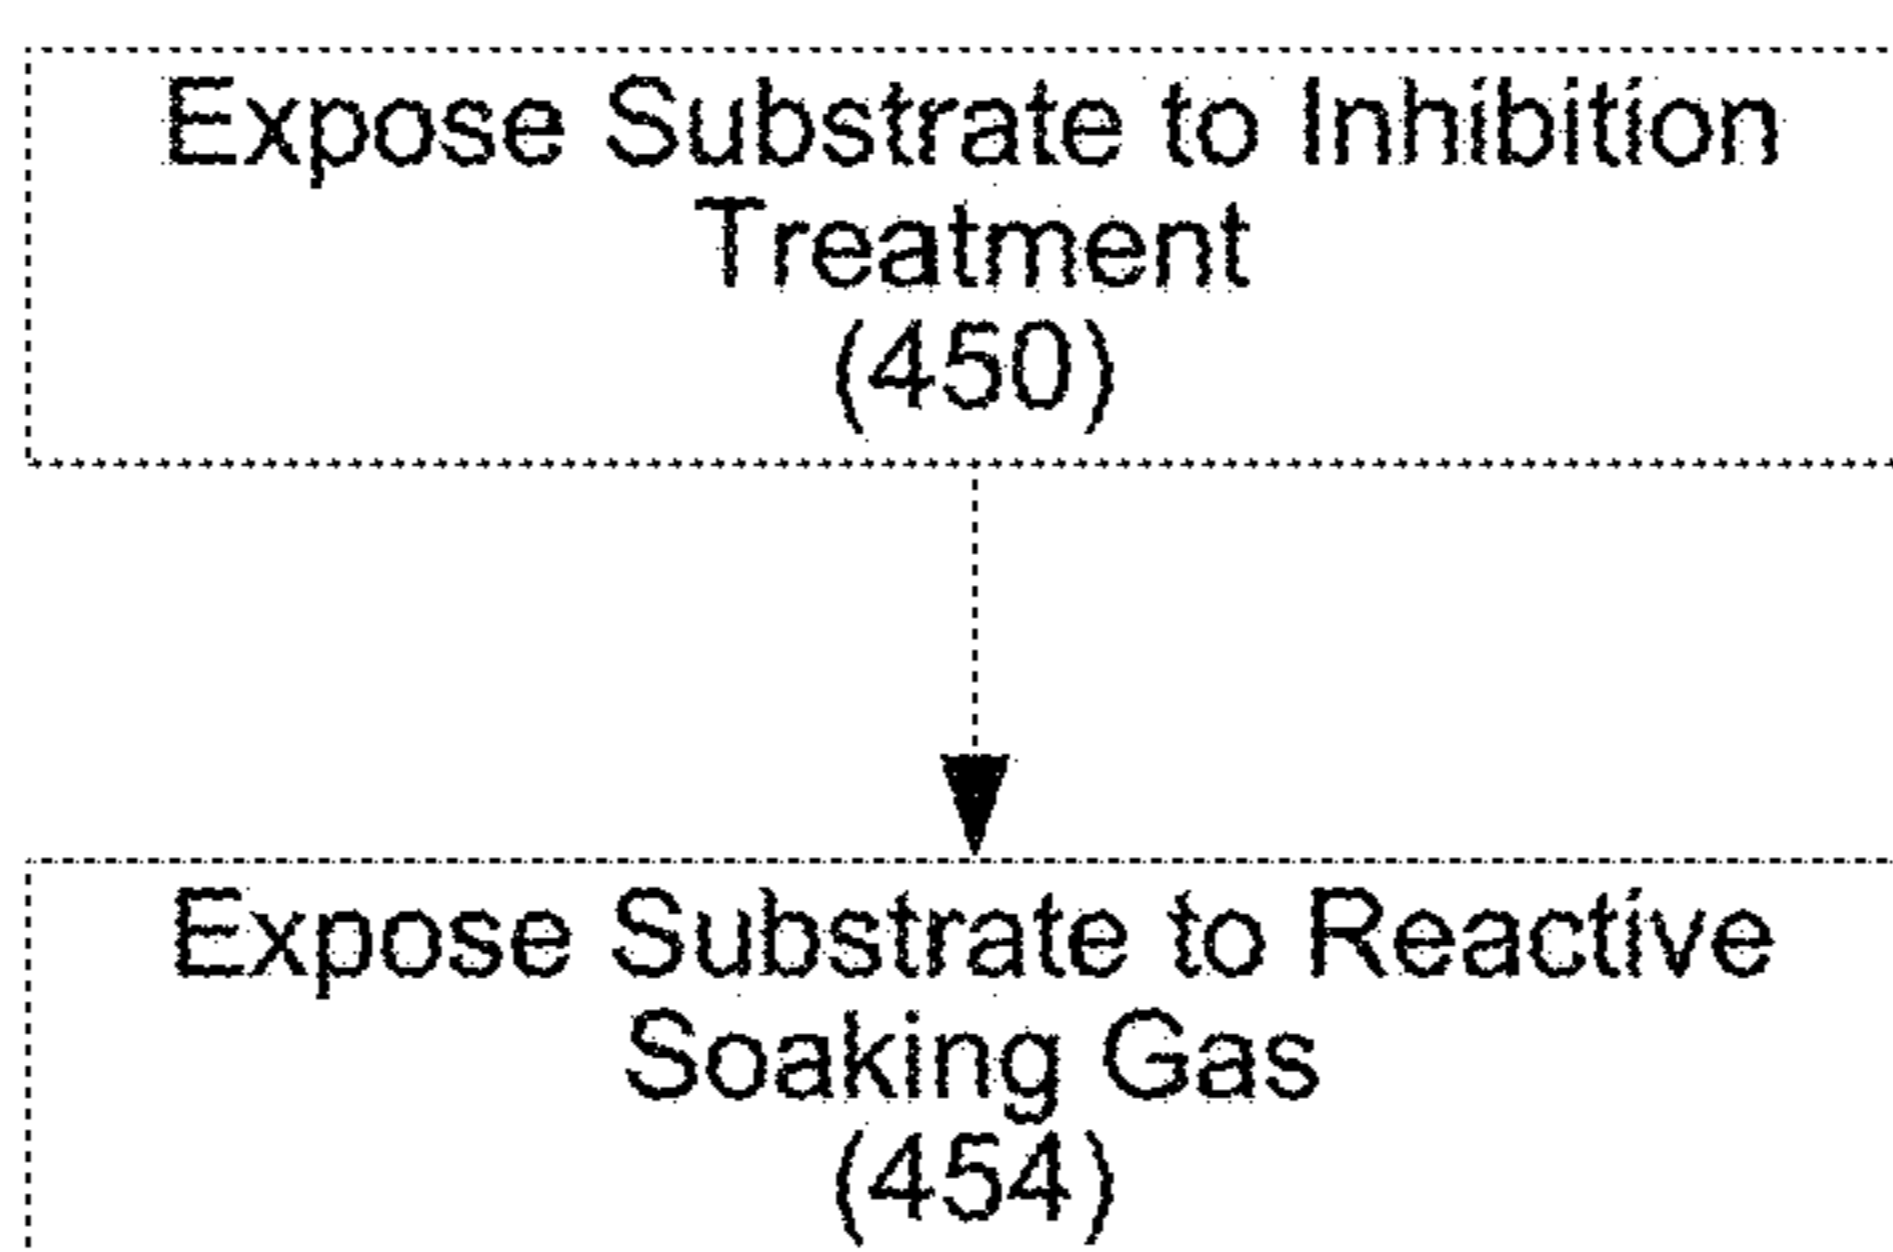 Expose Substrate to Inhibition
Treatment
(450)
Expose Substrate to Reactive
Soaking Gas
(454)